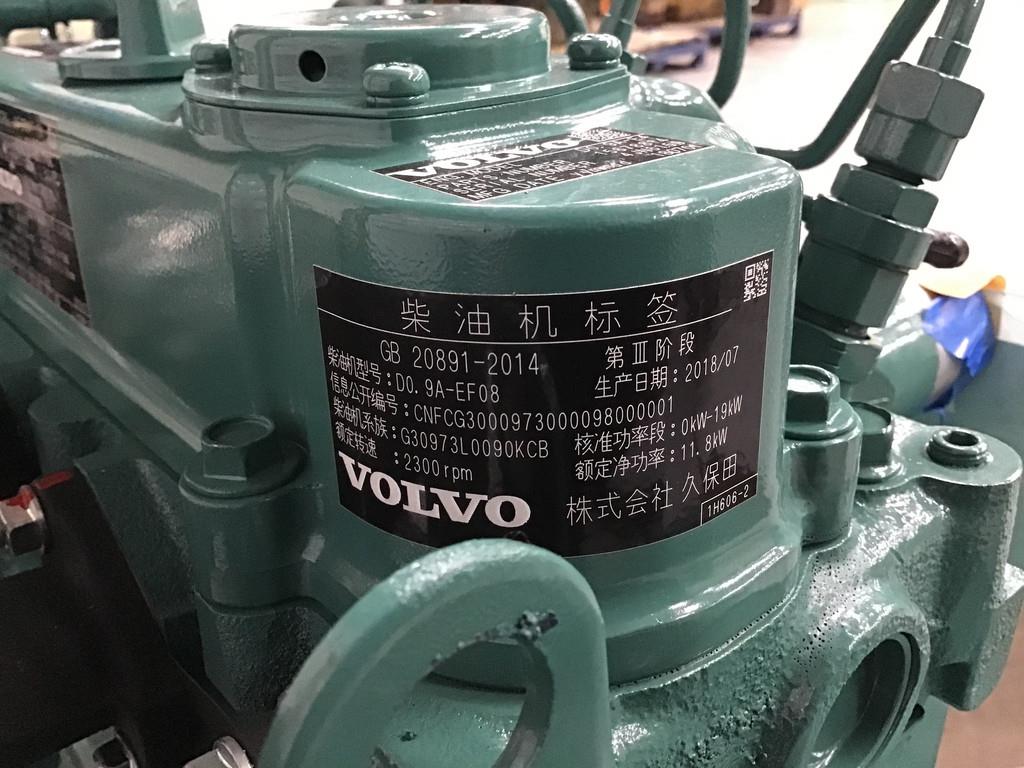 VOLVO
柴油机标签
GB 20891-2014 第Ⅲ阶段
柴油机型号:D0.9A-EF08 生产日期:2018/07
信息公开编号:CNFCG3000973000098000001
柴油机系族:G30973L0090KCB 核准功率段:0kW-19kW
额定转速:2300rpm 额定净功率:11.8kW
VOLVO 株式会社 久保田
1H606-2